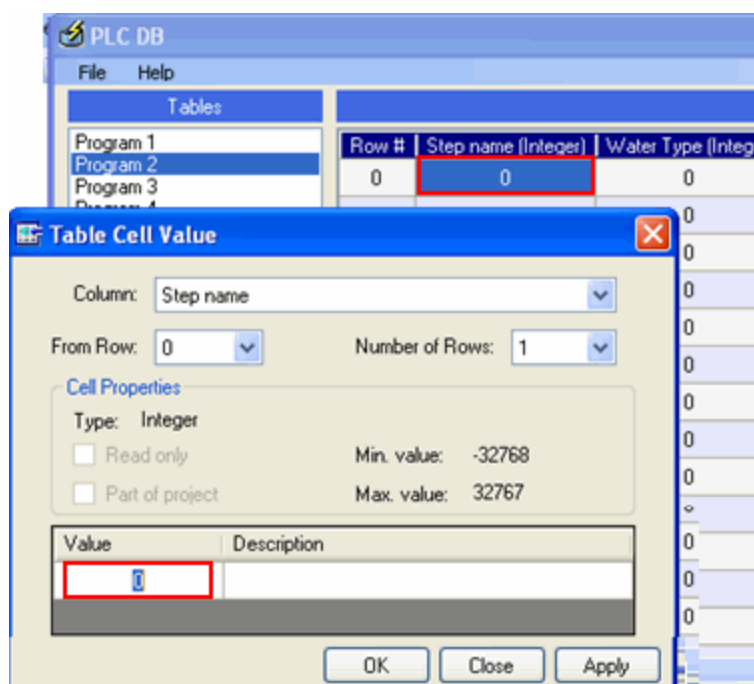 PLC DB
File Help
Tables
Program 1
Program 2
Program 3
Row # Step name (Integer) Water Type (Integ
0 0 0
Table Cell Value
0
0
Column: Step name
0
From Row: 0 Number of Rows: 1
0
0
Cell Properties
Type: Integer
0
Read only Min. value: -32768
0
Part of project Max. value: 32767
0
Value Description
0
0
0
0
OK Close Apply